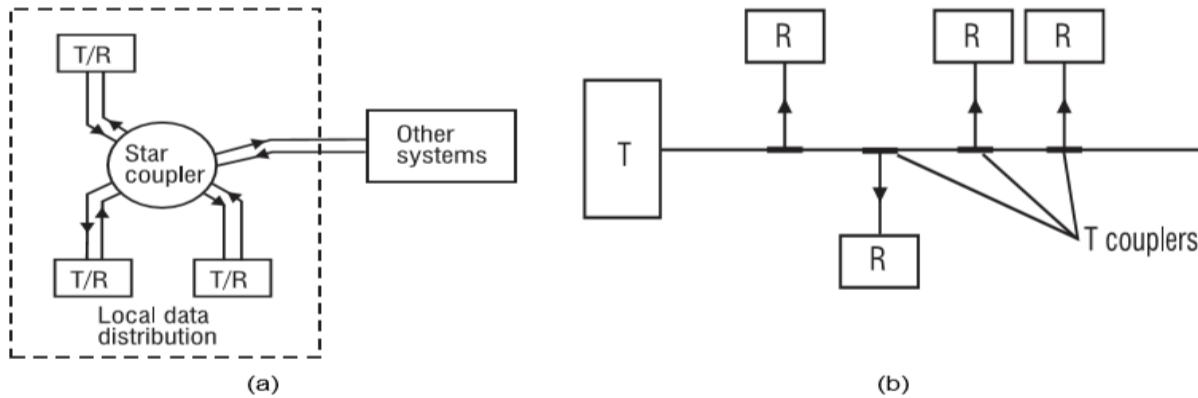 T/R
Star
coupler
Other
systems
T/R
T/R
Local data
distribution
(a)
R
R
R
T
R
T couplers
(b)